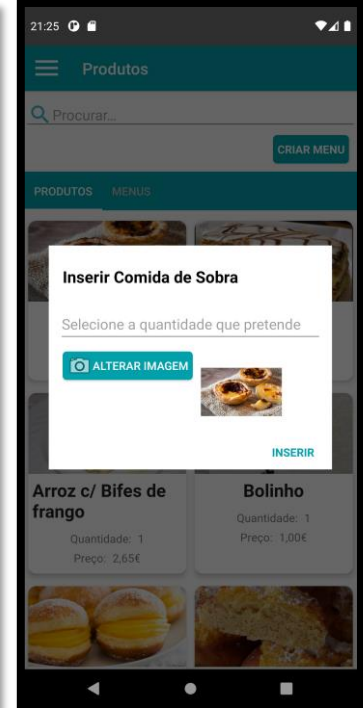 21:25
Produtos
Procurar...
CRIAR MENU
PRODUTOS MENUS
Inserir Comida de Sobra
Selecione a quantidade que pretende
ALTERAR IMAGEM
INSERIR
Arroz c/ Bifes de
frango
Quantidade: 1
Preço: 2,65€
Bolinho
Quantidade: 1
Preço: 1,00€